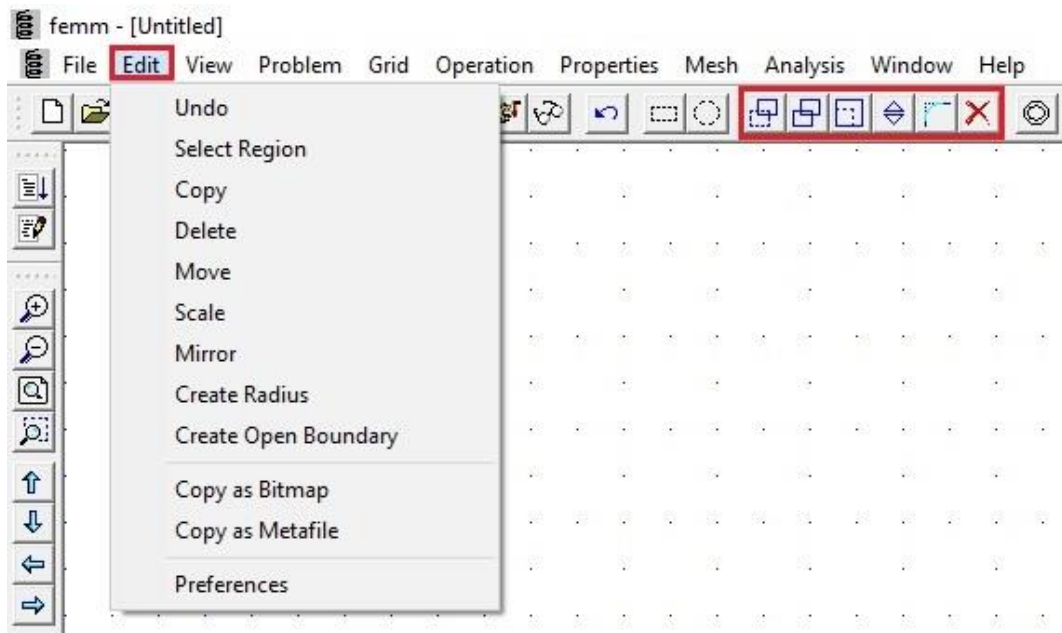 femm - [Untitled]
File Edit View Problem Grid Operation Properties Mesh Analysis Window Help
Undo
Select Region
Copy
Delete
Move
Scale
Mirror
Create Radius
Create Open Boundary
Copy as Bitmap
Copy as Metafile
Preferences